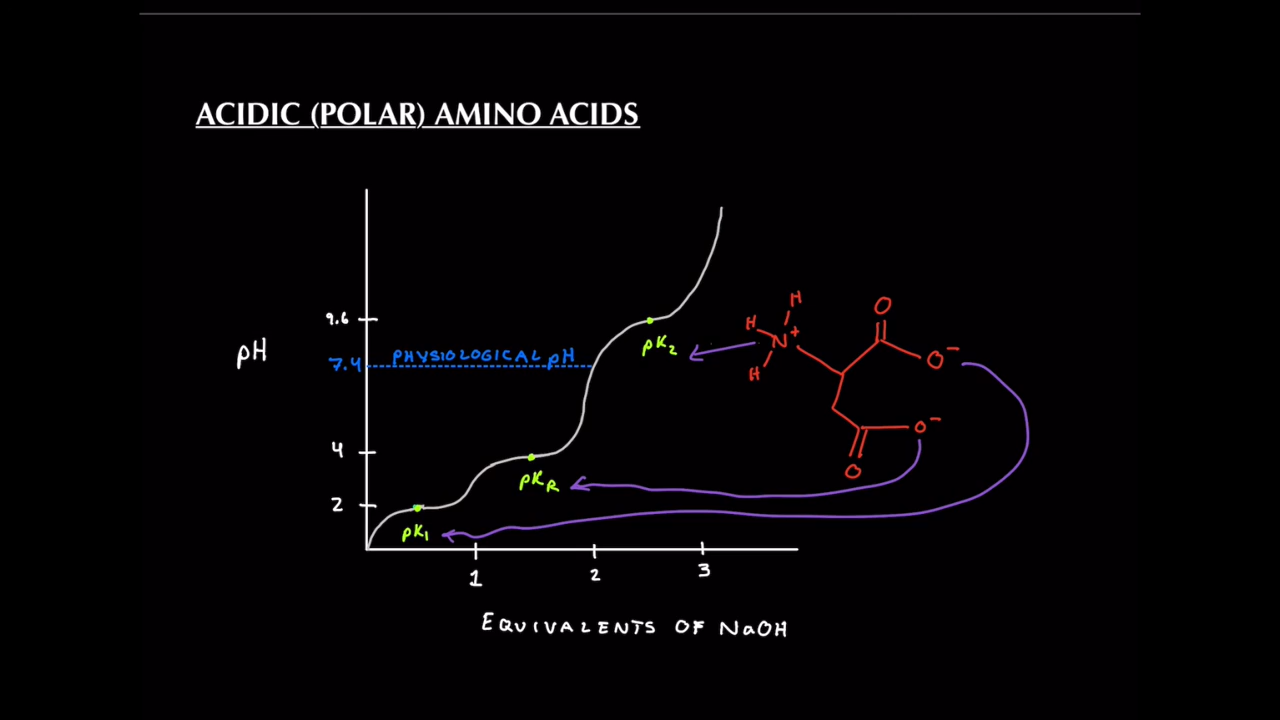 ACIDIC (POLAR) AMINO ACIDS
9.6
pH
7.4
PHYSIOLOGICAL pH
4
2
pK₂
pKR
pK₁
H
H
N+
H
O
O−
O−
O
1
2
3
EQUIVALENTS OF NaOH